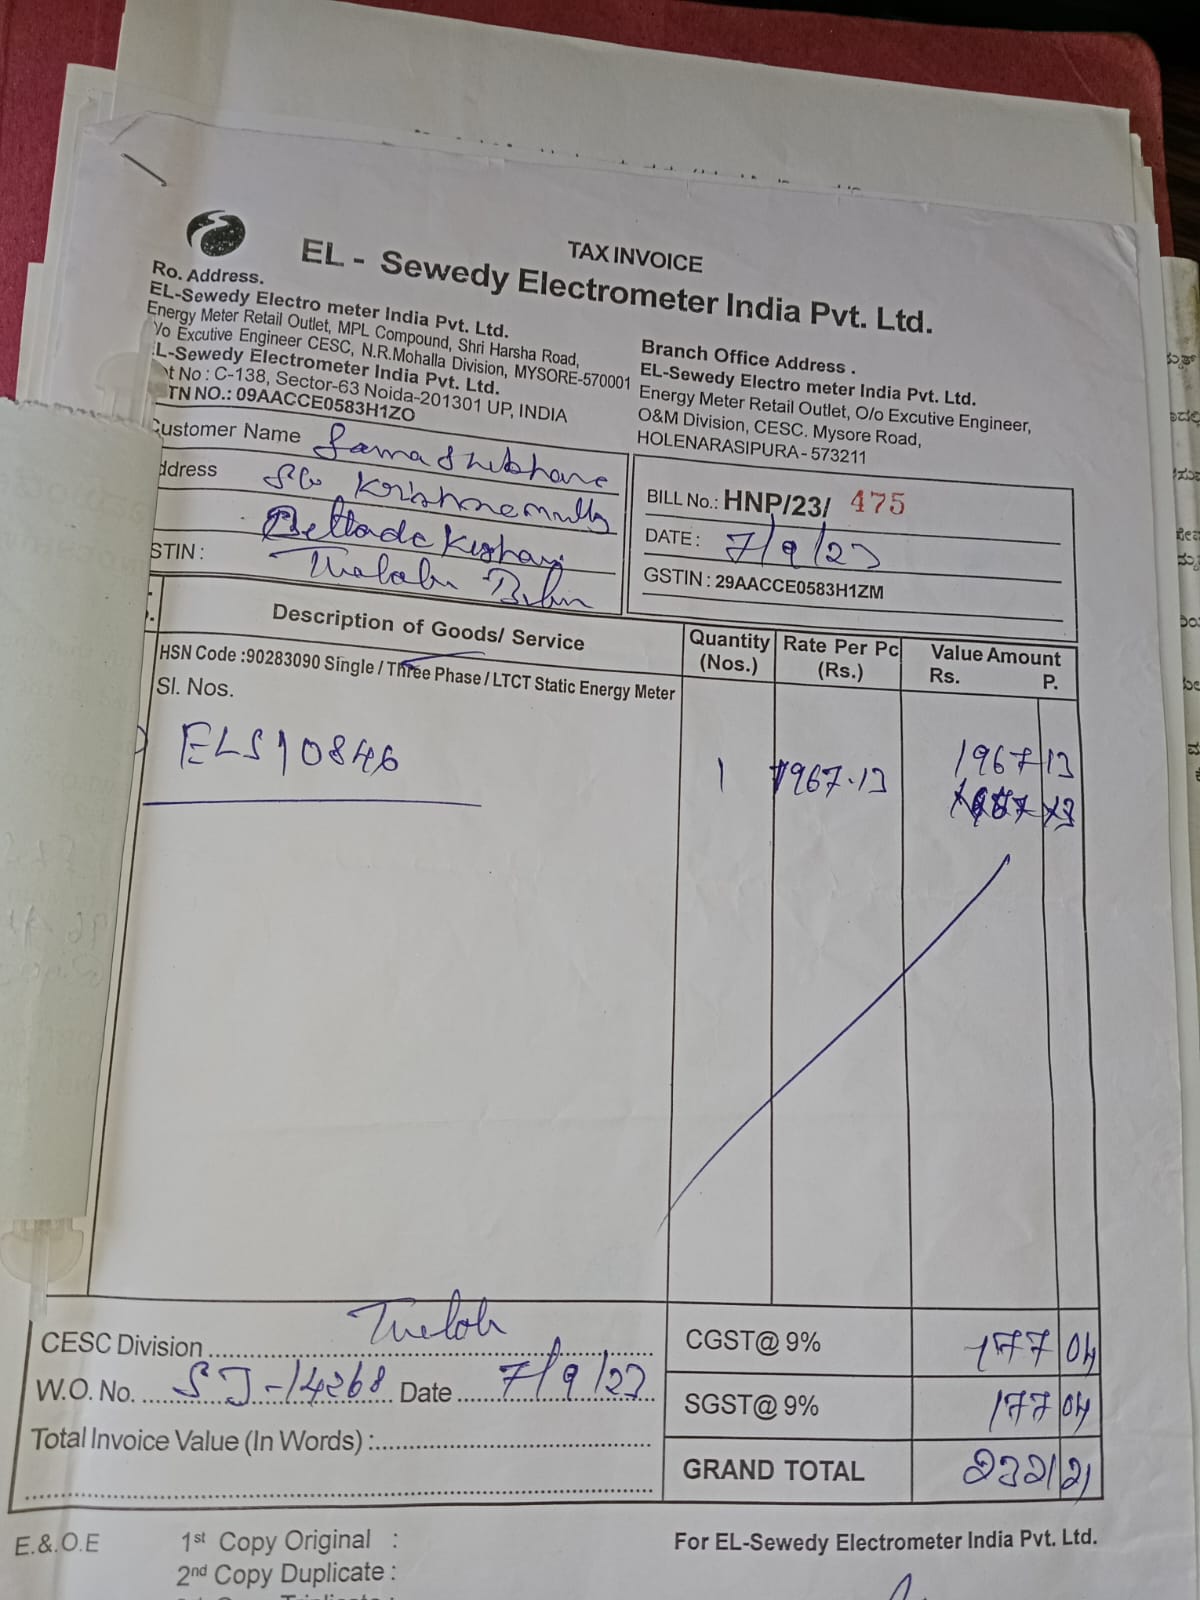 TAX INVOICE
EL - Sewedy Electrometer India Pvt. Ltd.
Ro. Address.
EL-Sewedy Electro meter India Pvt. Ltd.
Energy Meter Retail Outlet, MPL Compound, Shri Harsha Road,
/o Excutive Engineer CESC, N.R.Mohalla Division, MYSORE-570001
L-Sewedy Electrometer India Pvt. Ltd.
t No : C-138, Sector-63 Noida-201301 UP, INDIA
TN NO.: 09AACCE0583H1ZO
Branch Office Address .
EL-Sewedy Electro meter India Pvt. Ltd.
Energy Meter Retail Outlet, O/o Excutive Engineer,
O&M Division, CESC. Mysore Road,
HOLENARASIPURA - 573211
ustomer Name
ddress
STIN :
BILL No.: HNP/23/ 475
DATE : 7/9/23
GSTIN : 29AACCE0583H1ZM
Description of Goods/ Service Quantity (Nos.) Rate Per Pc (Rs.) Value Amount Rs. P.
HSN Code :90283090 Single / Three Phase / LTCT Static Energy Meter
Sl. Nos.
ELS10846 1 1967.13 1967 13
CESC Division
W.O. No. SJ-14268 Date 7/9/23
Total Invoice Value (In Words) :
CGST@ 9% 177 04
SGST@ 9% 177 04
GRAND TOTAL 2321 21
E.&.O.E
1st Copy Original :
2nd Copy Duplicate :
For EL-Sewedy Electrometer India Pvt. Ltd.